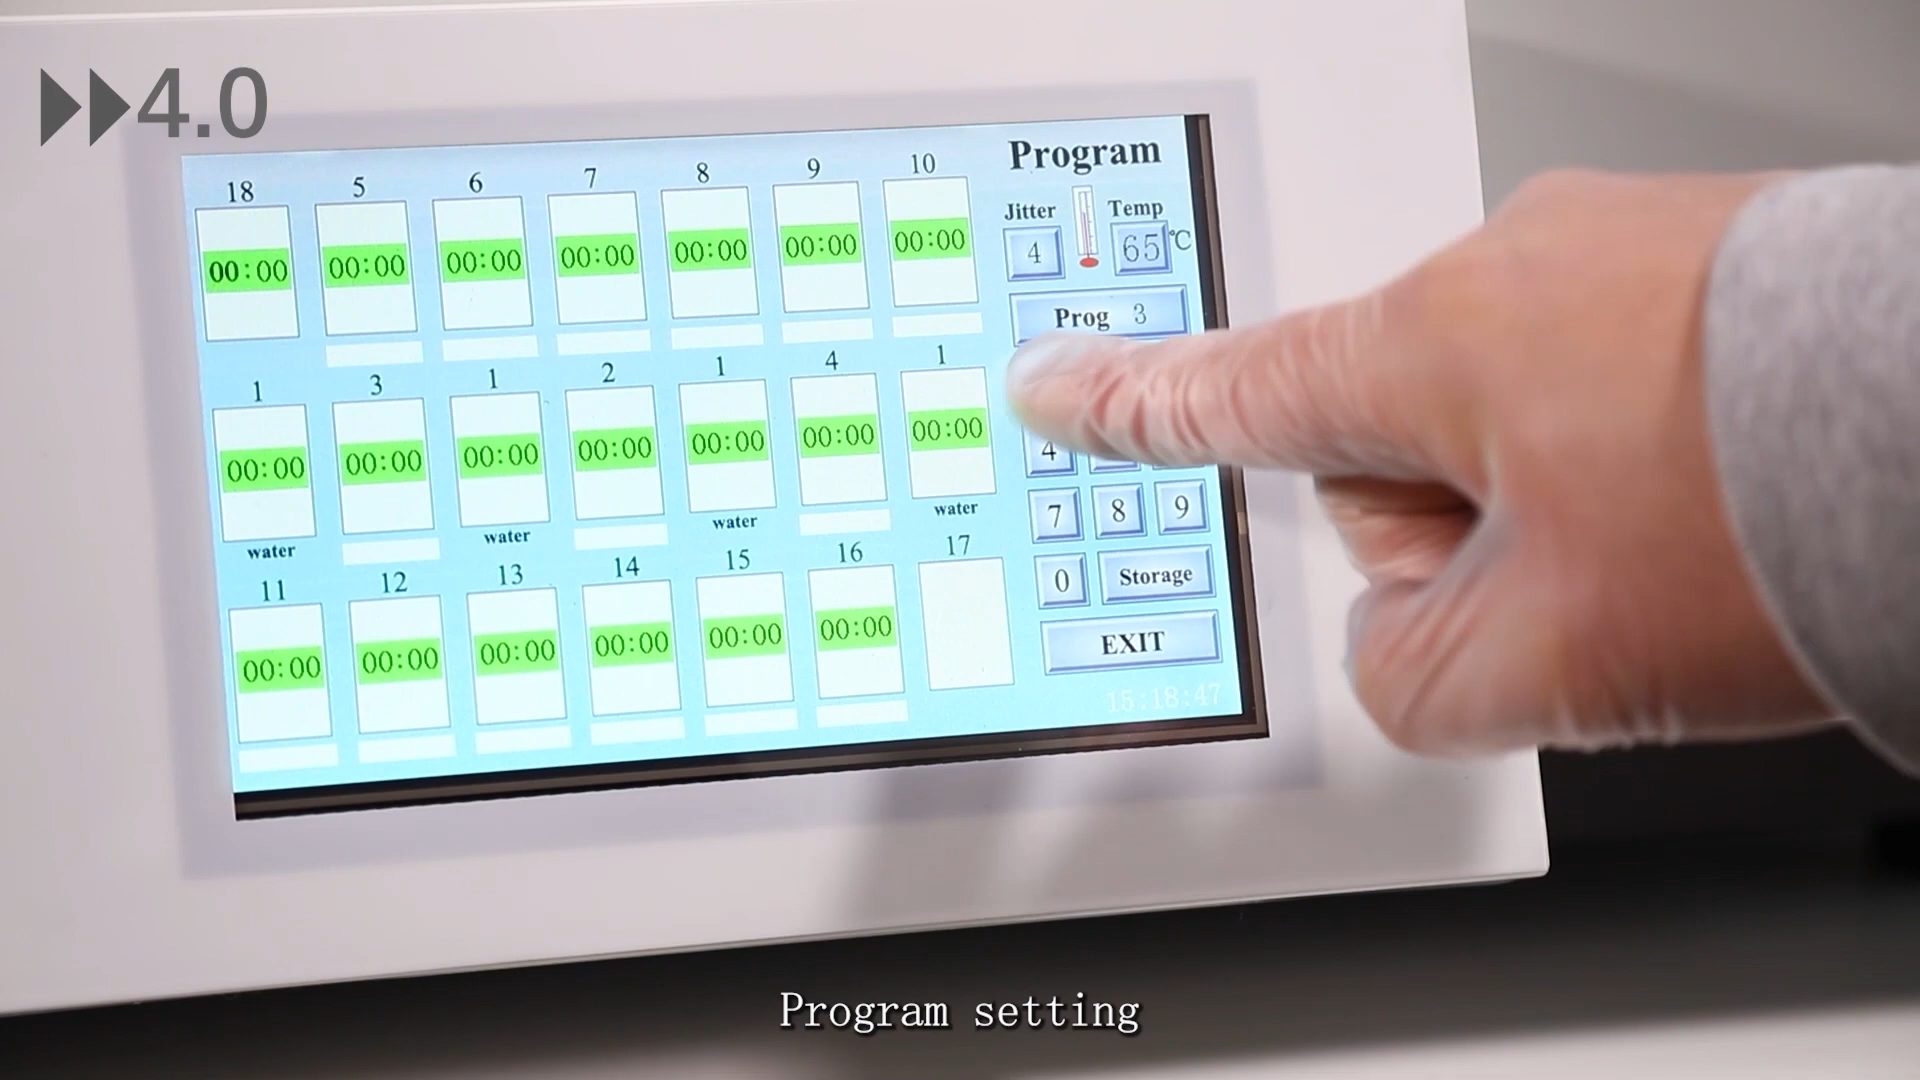 4.0
Program
18 5 6 7 8 9 10
Jitter Temp
4 65 ℃
00:00 00:00 00:00 00:00 00:00 00:00 00:00
Prog 3
1 3 1 2 1 4 1
00:00 00:00 00:00 00:00 00:00 00:00 00:00
4
water water water water
7 8 9
11 12 13 14 15 16 17
0 Storage
00:00 00:00 00:00 00:00 00:00 00:00
EXIT
15:18:47
Program setting